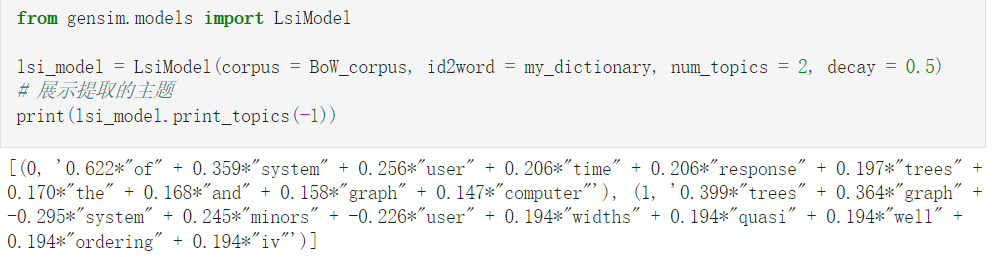 from gensim.models import LsiModel
lsi_model = LsiModel(corpus = BoW_corpus, id2word = my_dictionary, num_topics = 2, decay = 0.5)
# 展示提取的主题
print(lsi_model.print_topics(-1))
[(0, '0.622*"of" + 0.359*"system" + 0.256*"user" + 0.206*"time" + 0.206*"response" + 0.197*"trees" +
0.170*"the" + 0.168*"and" + 0.158*"graph" + 0.147*"computer"'), (1, '0.399*"trees" + 0.364*"graph" +
-0.295*"system" + 0.245*"minors" + -0.226*"user" + 0.194*"widths" + 0.194*"quasi" + 0.194*"well" +
0.194*"ordering" + 0.194*"iv"')]